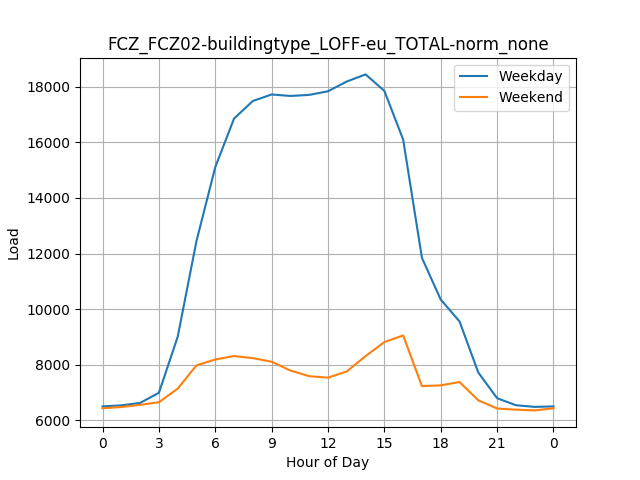 FCZ_FCZ02-buildingtype_LOFF-eu_TOTAL-norm_none
Weekday
Weekend
18000
16000
14000
12000
10000
8000
6000
Load
0 3 6 9 12 15 18 21 0
Hour of Day